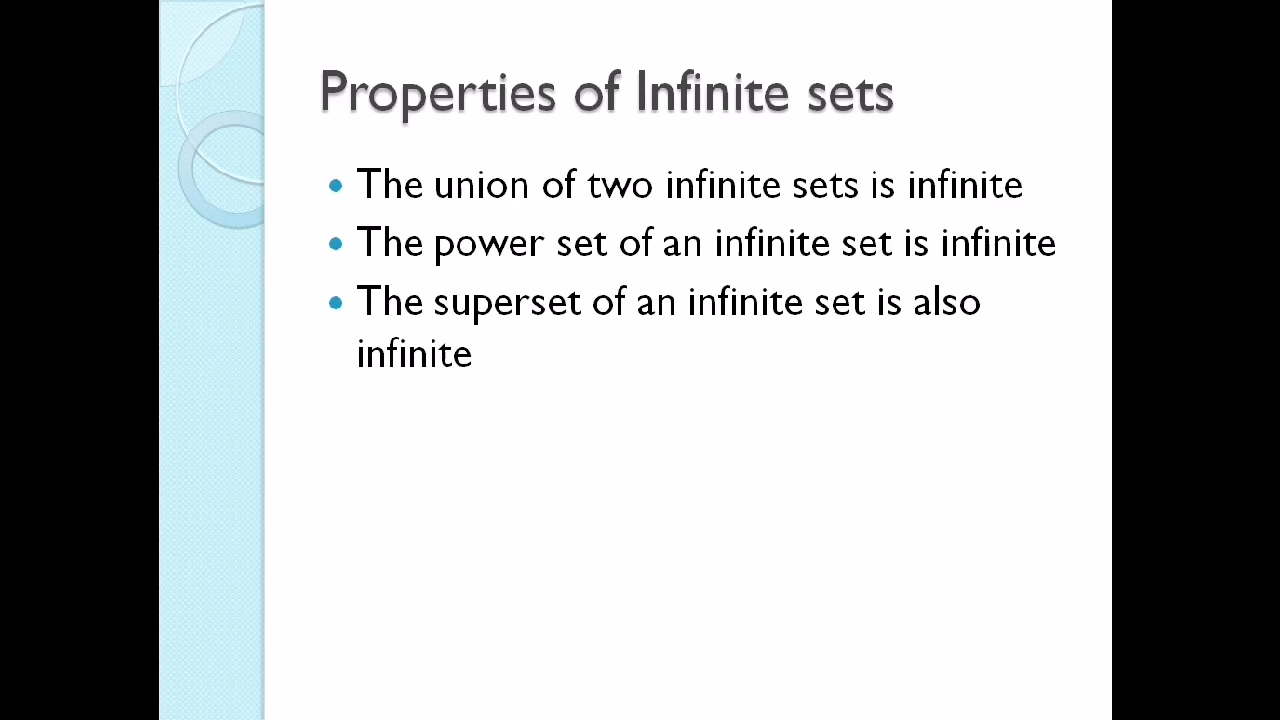 Properties of Infinite sets
• The union of two infinite sets is infinite
• The power set of an infinite set is infinite
• The superset of an infinite set is also
infinite